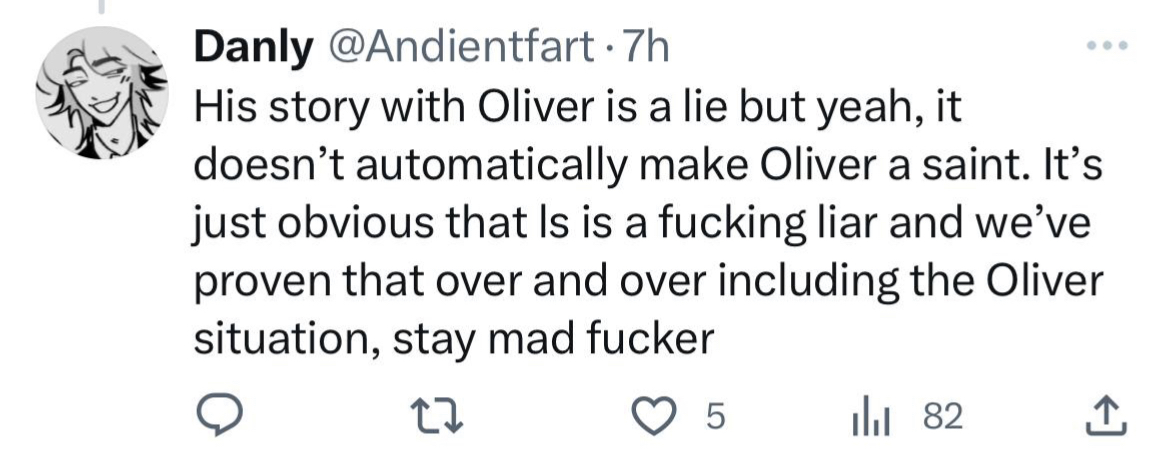 Danly @Andientfart · 7h
His story with Oliver is a lie but yeah, it
doesn’t automatically make Oliver a saint. It’s
just obvious that ls is a fucking liar and we’ve
proven that over and over including the Oliver
situation, stay mad fucker
5 82